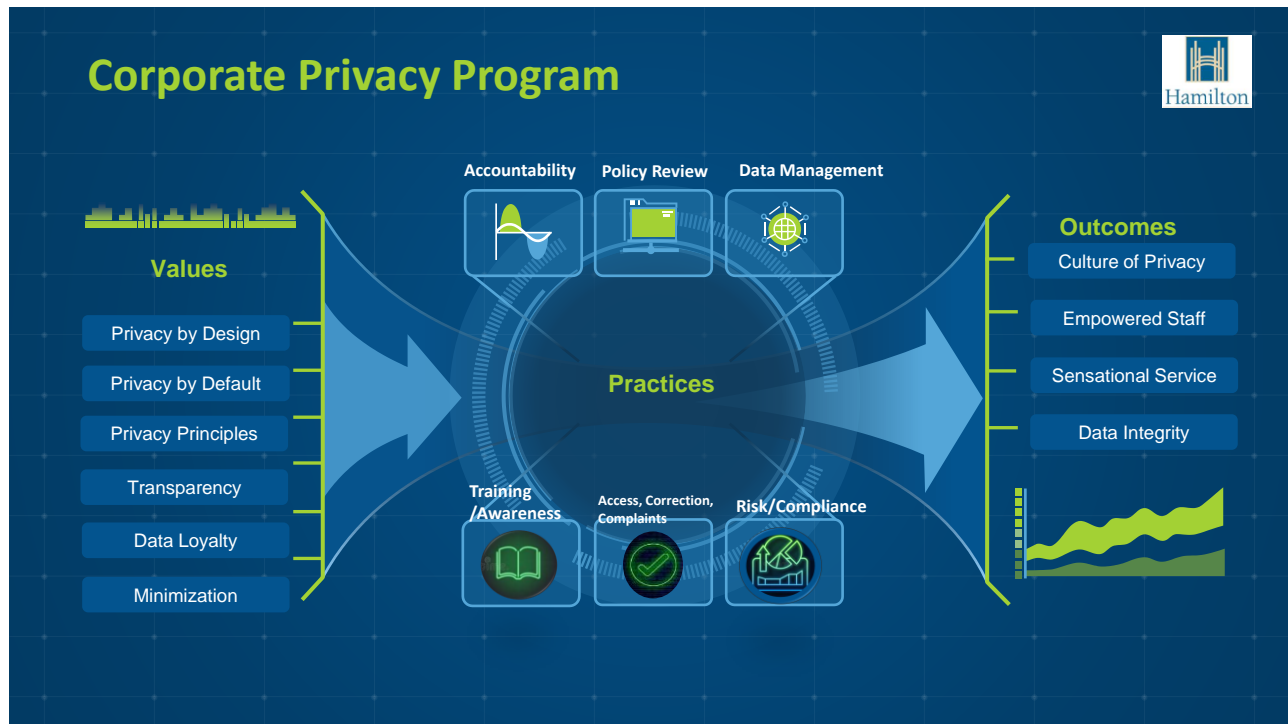 Corporate Privacy Program
Hamilton
Values
Privacy by Design
Privacy by Default
Privacy Principles
Transparency
Data Loyalty
Minimization
Accountability
Policy Review
Data Management
Practices
Training
/Awareness
Access, Correction,
Complaints
Risk/Compliance
Outcomes
Culture of Privacy
Empowered Staff
Sensational Service
Data Integrity